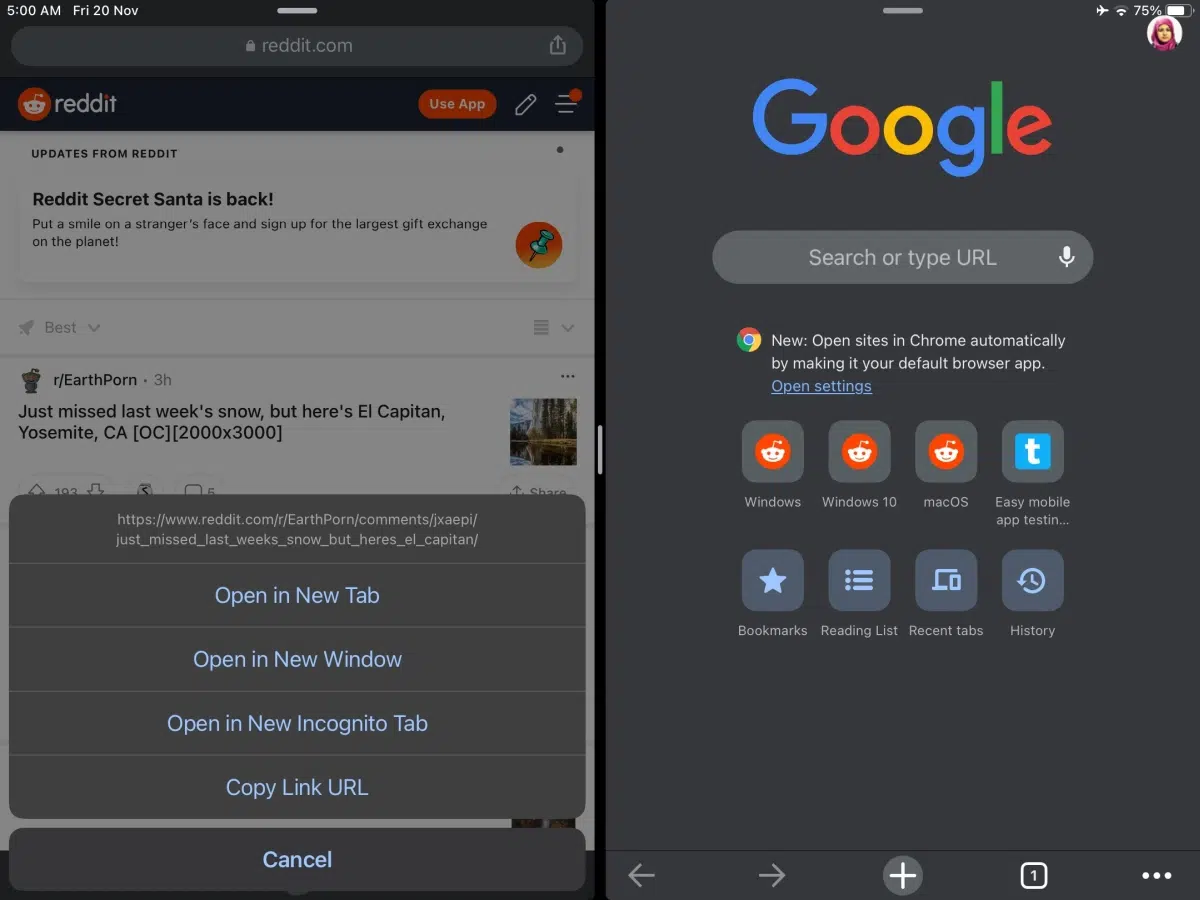 5:00 AM Fri 20 Nov
reddit.com
reddit
Use App
UPDATES FROM REDDIT
Reddit Secret Santa is back!
Put a smile on a stranger's face and sign up for the largest gift exchange
on the planet!
Best
r/EarthPorn · 3h
Just missed last week's snow, but here's El Capitan,
Yosemite, CA [OC][2000x3000]
193
5
Share
https://www.reddit.com/r/EarthPorn/comments/jxaepi/
just_missed_last_weeks_snow_but_heres_el_capitan/
Open in New Tab
Open in New Window
Open in New Incognito Tab
Copy Link URL
Cancel
75%
Google
Search or type URL
New: Open sites in Chrome automatically
by making it your default browser app.
Open settings
t
Windows
Windows 10
macOS
Easy mobile
app testin...
Bookmarks
Reading List
Recent tabs
History
1